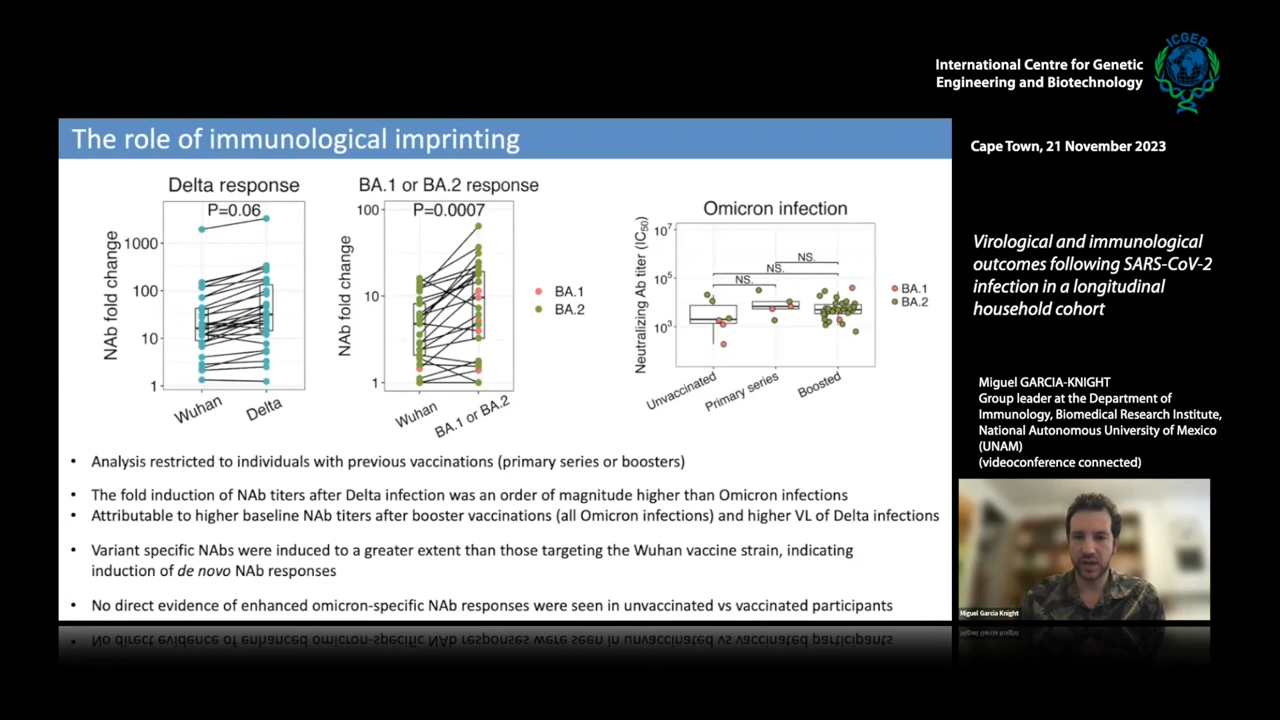 ICGEB
International Centre for Genetic
Engineering and Biotechnology
Cape Town, 21 November 2023
Virological and immunological
outcomes following SARS-CoV-2
infection in a longitudinal
household cohort
Miguel GARCIA-KNIGHT
Group leader at the Department of
Immunology, Biomedical Research Institute,
National Autonomous University of Mexico
(UNAM)
(videoconference connected)
Miguel Garcia Knight
The role of immunological imprinting
Delta response
P=0.06
NAb fold change
1000
100
10
1
Wuhan
Delta
BA.1 or BA.2 response
P=0.0007
NAb fold change
100
10
1
Wuhan
BA.1 or BA.2
BA.1
BA.2
Omicron infection
Neutralizing Ab titer (IC50)
10^7
10^5
10^3
NS.
NS.
NS.
Unvaccinated
Primary series
Boosted
BA.1
BA.2
• Analysis restricted to individuals with previous vaccinations (primary series or boosters)
• The fold induction of NAb titers after Delta infection was an order of magnitude higher than Omicron infections
• Attributable to higher baseline NAb titers after booster vaccinations (all Omicron infections) and higher VL of Delta infections
• Variant specific NAbs were induced to a greater extent than those targeting the Wuhan vaccine strain, indicating
induction of de novo NAb responses
• No direct evidence of enhanced omicron-specific NAb responses were seen in unvaccinated vs vaccinated participants